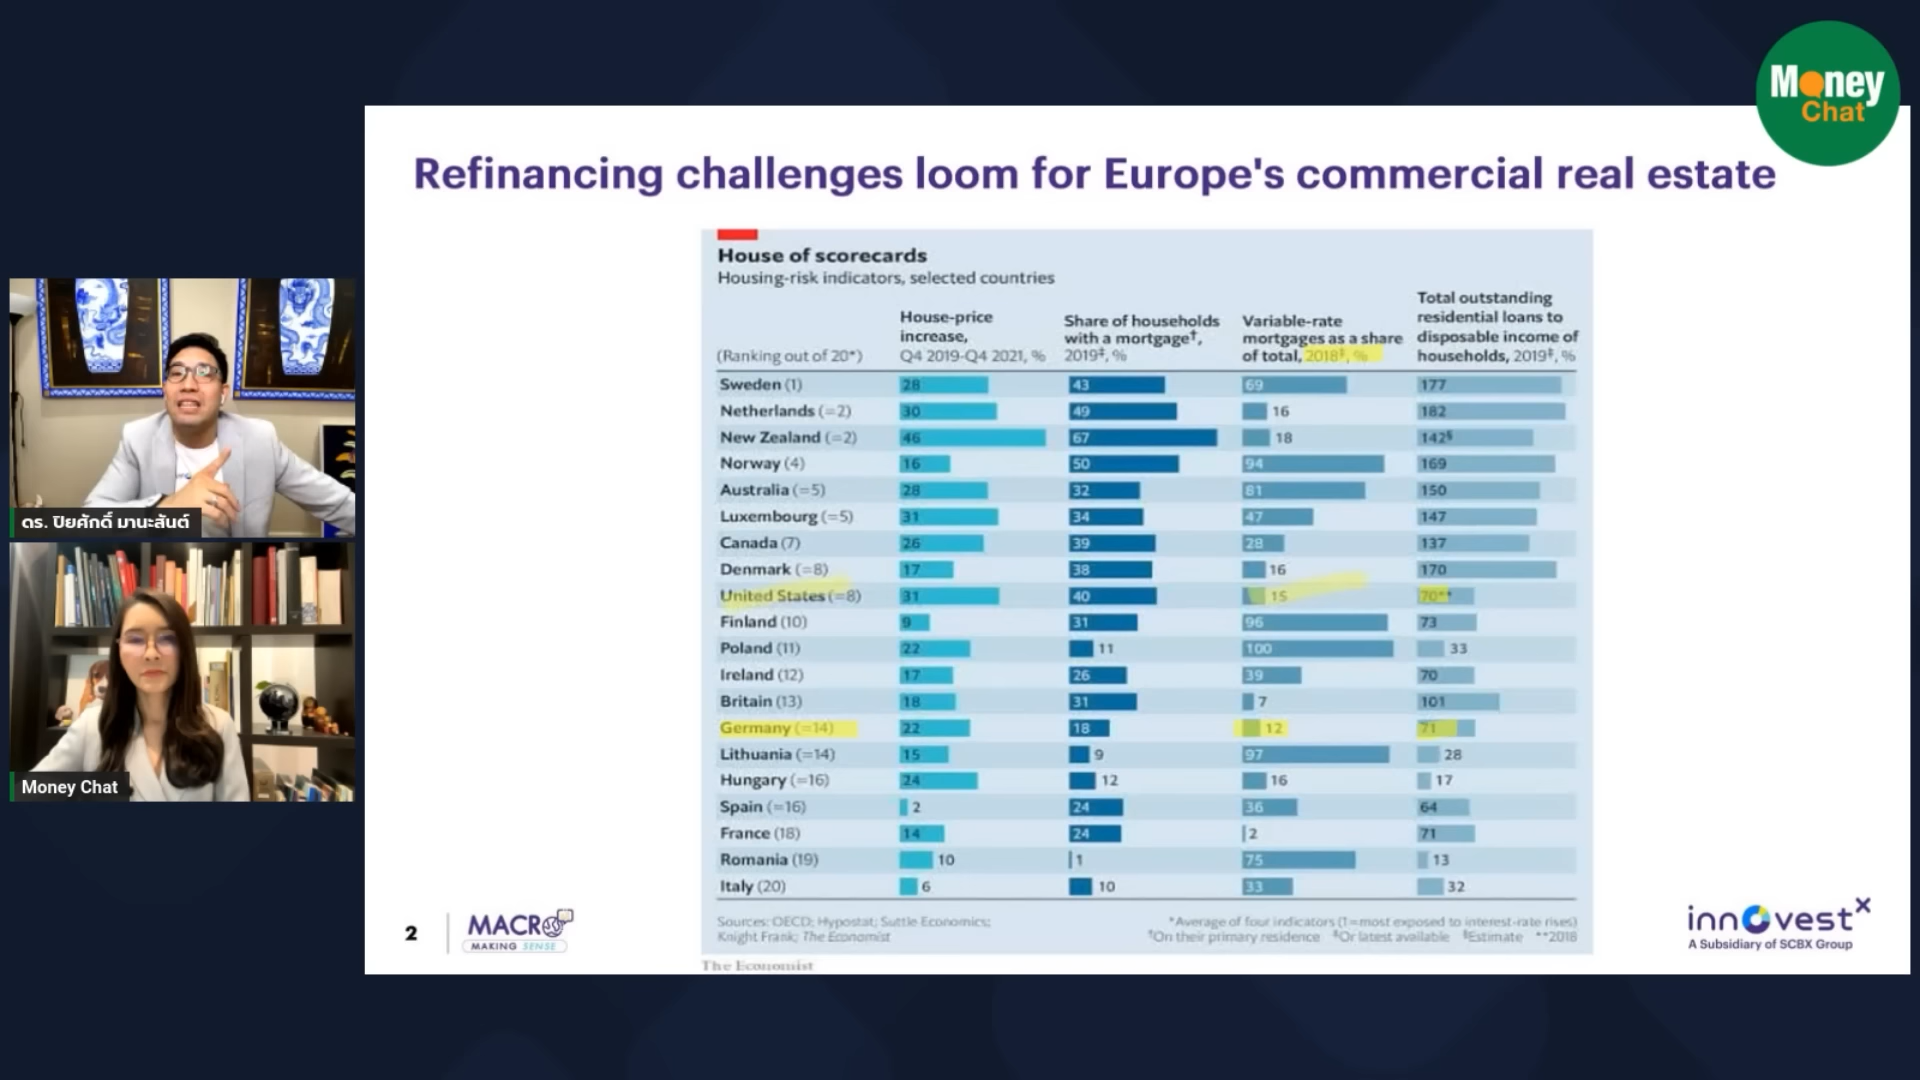 Money
Chat
Refinancing challenges loom for Europe's commercial real estate
House of scorecards
Housing-risk indicators, selected countries
(Ranking out of 20*)
House-price
increase,
Q4 2019-Q4 2021, %
Share of households
with a mortgage†,
2019‡, %
Variable-rate
mortgages as a share
of total, 2018‡, %
Total outstanding
residential loans to
disposable income of
households, 2019‡, %
Sweden (1) 28 43 69 177
Netherlands (=2) 30 49 16 182
New Zealand (=2) 46 67 18 142§
Norway (4) 16 50 94 169
Australia (=5) 28 32 81 150
Luxembourg (=5) 31 34 47 147
Canada (7) 26 39 28 137
Denmark (=8) 17 38 16 170
United States (=8) 31 40 15 70**
Finland (10) 9 31 96 73
Poland (11) 22 11 100 33
Ireland (12) 17 26 39 70
Britain (13) 18 31 7 101
Germany (=14) 22 18 12 71
Lithuania (=14) 15 9 97 28
Hungary (=16) 24 12 16 17
Spain (=16) 2 24 36 64
France (18) 14 24 2 71
Romania (19) 10 1 75 13
Italy (20) 6 10 33 32
Sources: OECD; Hypostat; Suttle Economics;
Knight Frank; The Economist
*Average of four indicators (1=most exposed to interest-rate rises)
†On their primary residence ‡Or latest available §Estimate **2018
The Economist
2
MACRO
MAKING SENSE
innovestX
A Subsidiary of SCBX Group
ดร. ปิยศักดิ์ มานะสันต์
Money Chat